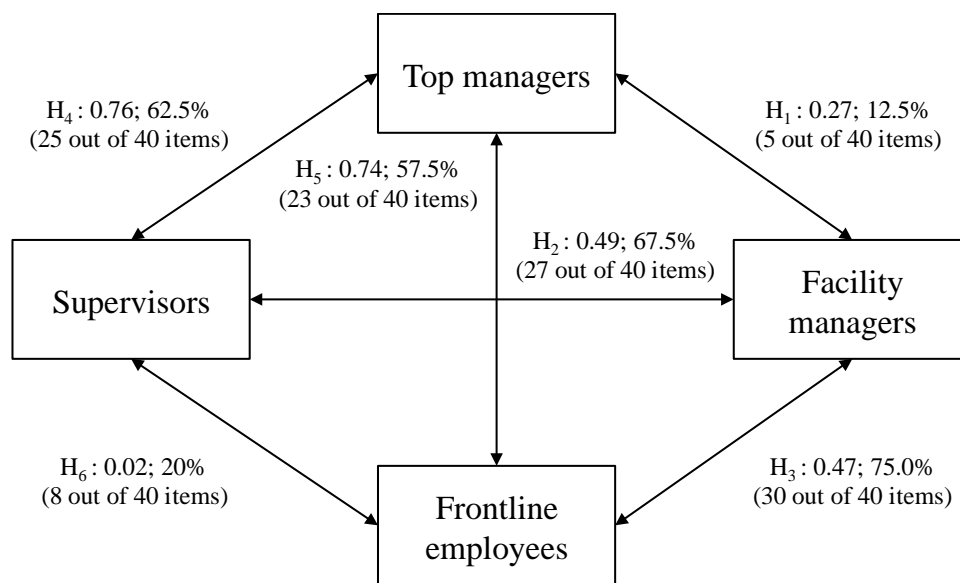 Top managers
H₄ : 0.76; 62.5%
(25 out of 40 items)
H₁ : 0.27; 12.5%
(5 out of 40 items)
H₅ : 0.74; 57.5%
(23 out of 40 items)
H₂ : 0.49; 67.5%
(27 out of 40 items)
Supervisors
Facility
managers
H₆ : 0.02; 20%
(8 out of 40 items)
H₃ : 0.47; 75.0%
(30 out of 40 items)
Frontline
employees